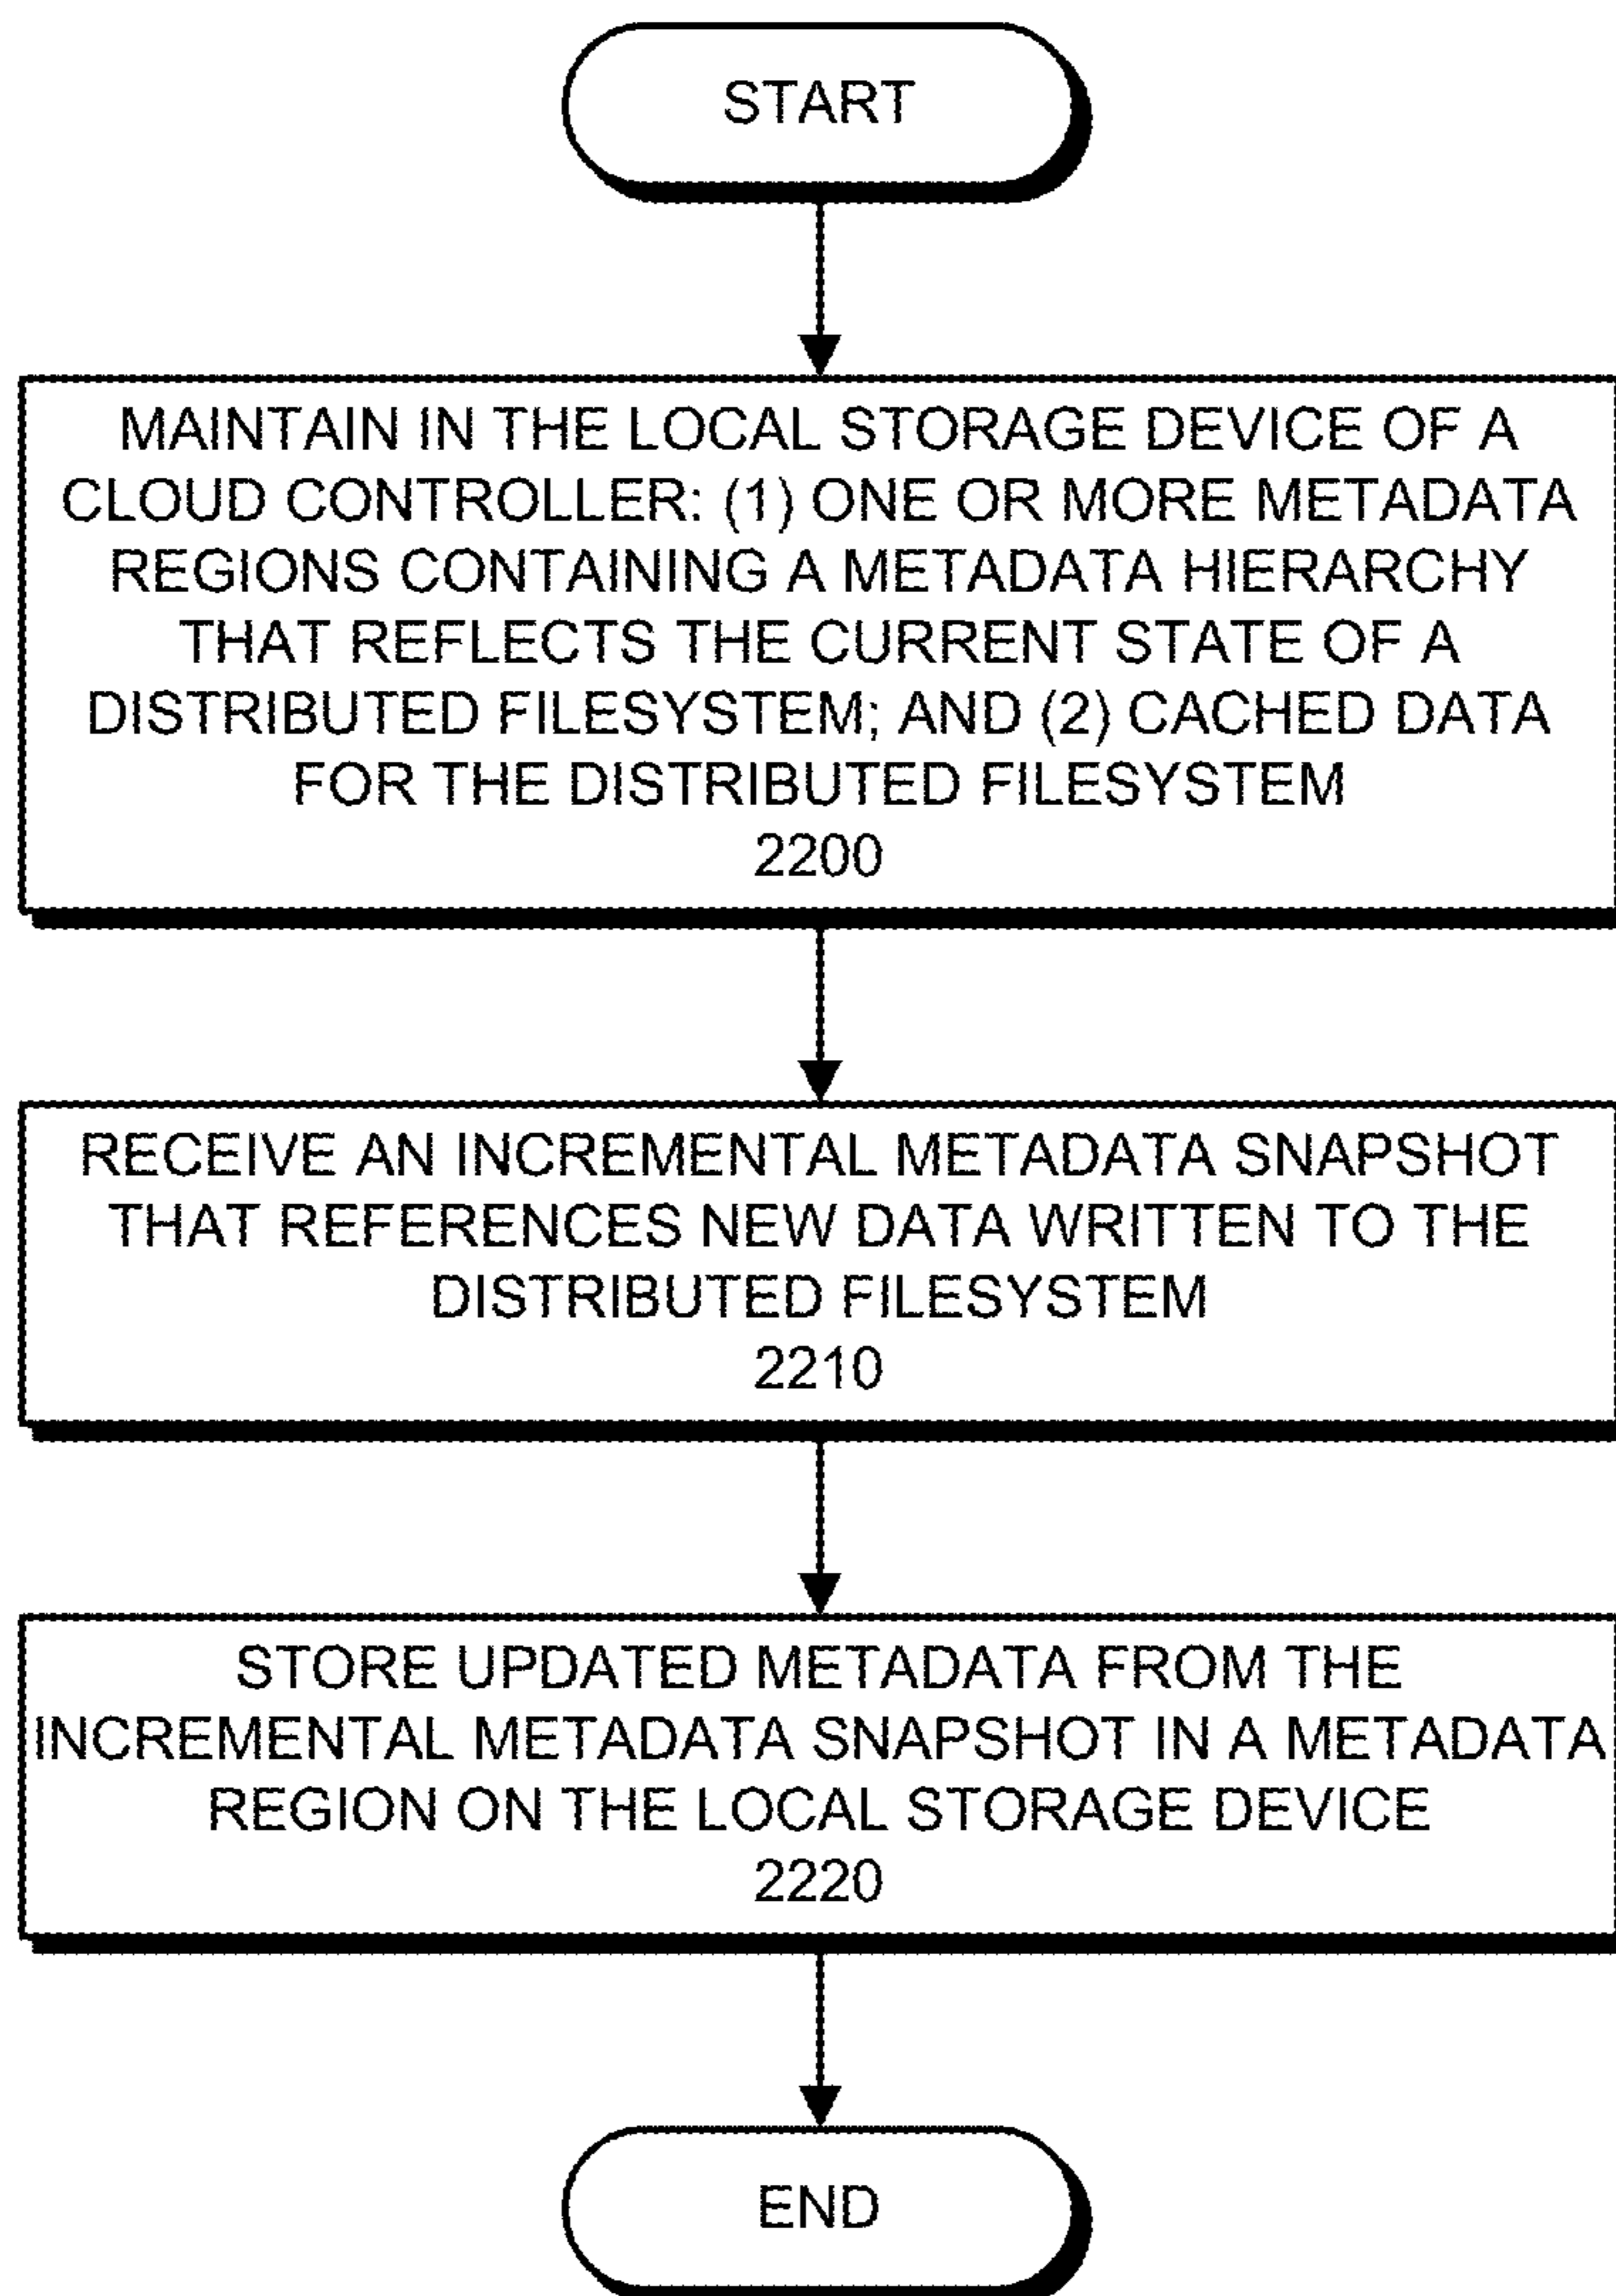 START
MAINTAIN IN THE LOCAL STORAGE DEVICE OF A
CLOUD CONTROLLER: (1) ONE OR MORE METADATA
REGIONS CONTAINING A METADATA HIERARCHY
THAT REFLECTS THE CURRENT STATE OF A
DISTRIBUTED FILESYSTEM; AND (2) CACHED DATA
FOR THE DISTRIBUTED FILESYSTEM
2200
RECEIVE AN INCREMENTAL METADATA SNAPSHOT
THAT REFERENCES NEW DATA WRITTEN TO THE
DISTRIBUTED FILESYSTEM
2210
STORE UPDATED METADATA FROM THE
INCREMENTAL METADATA SNAPSHOT IN A METADATA
REGION ON THE LOCAL STORAGE DEVICE
2220
END